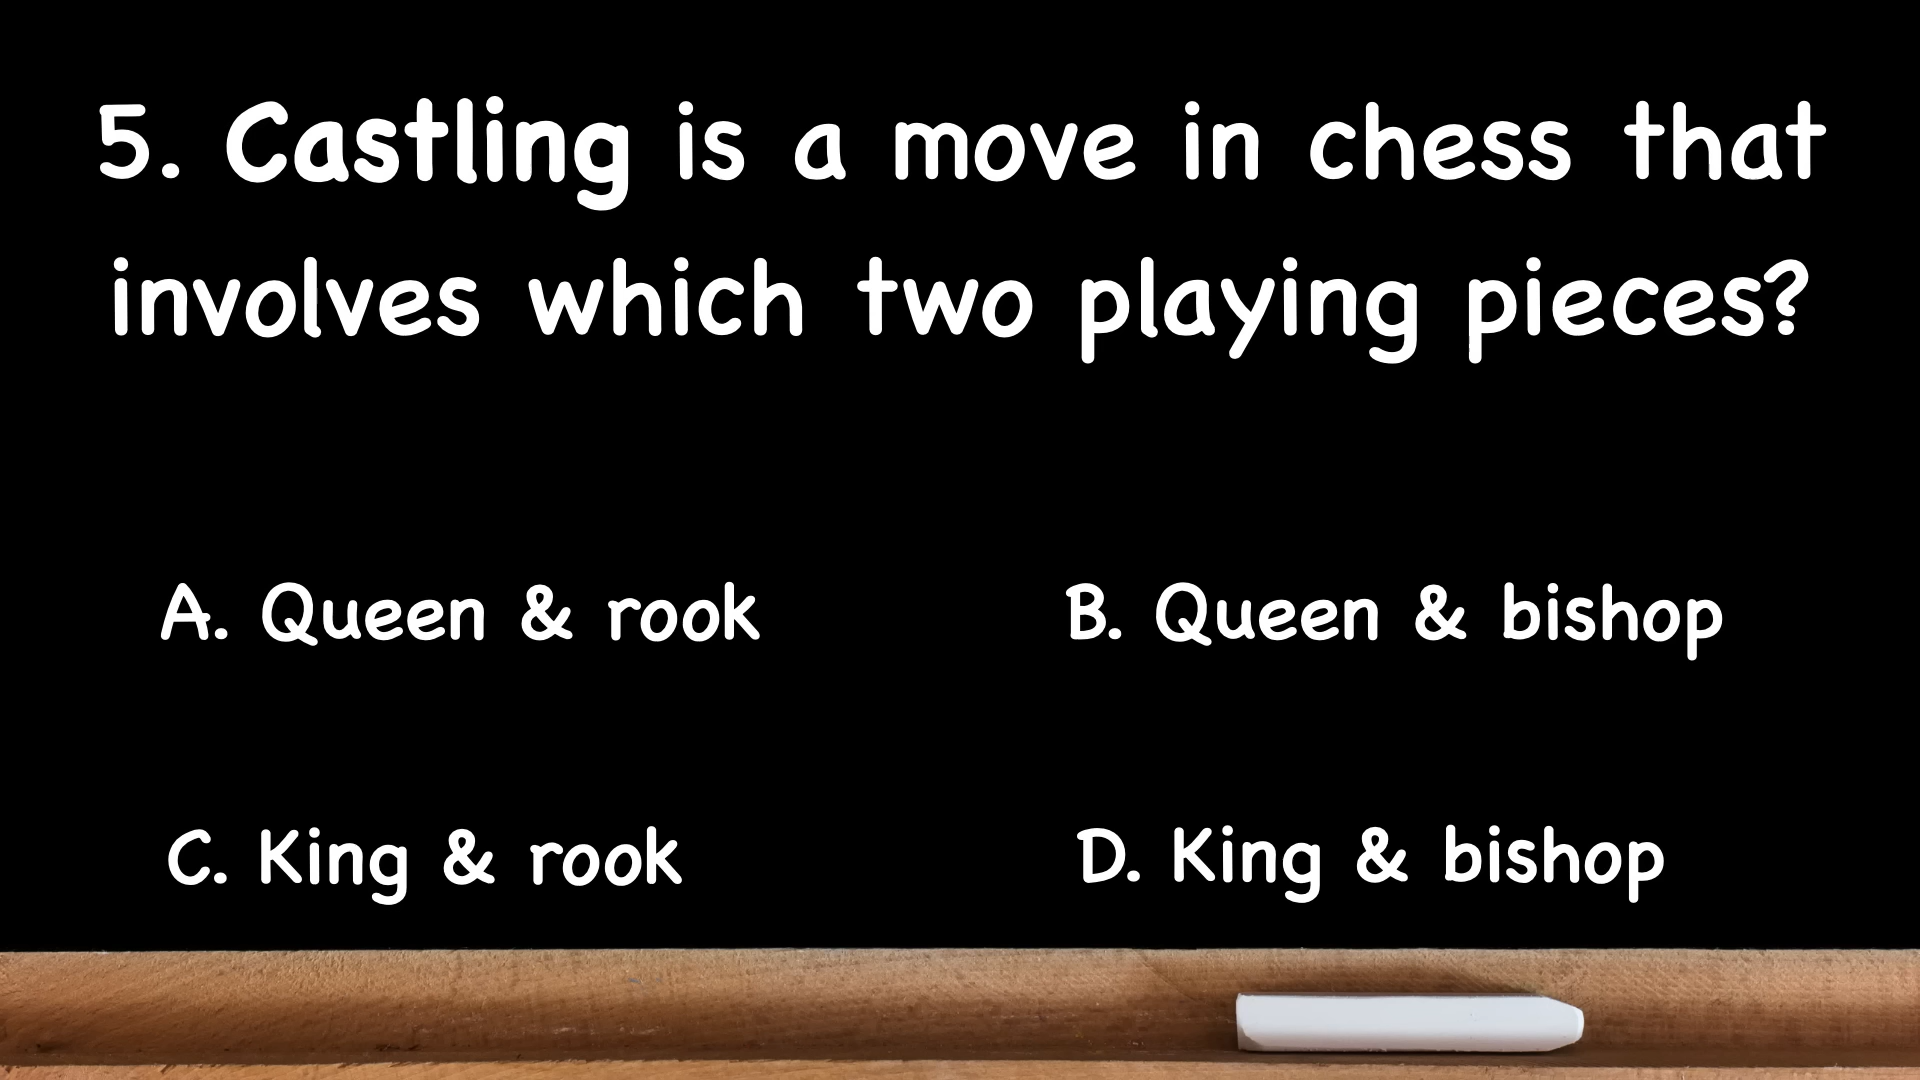 5. Castling is a move in chess that
involves which two playing pieces?
A. Queen & rook
B. Queen & bishop
C. King & rook
D. King & bishop